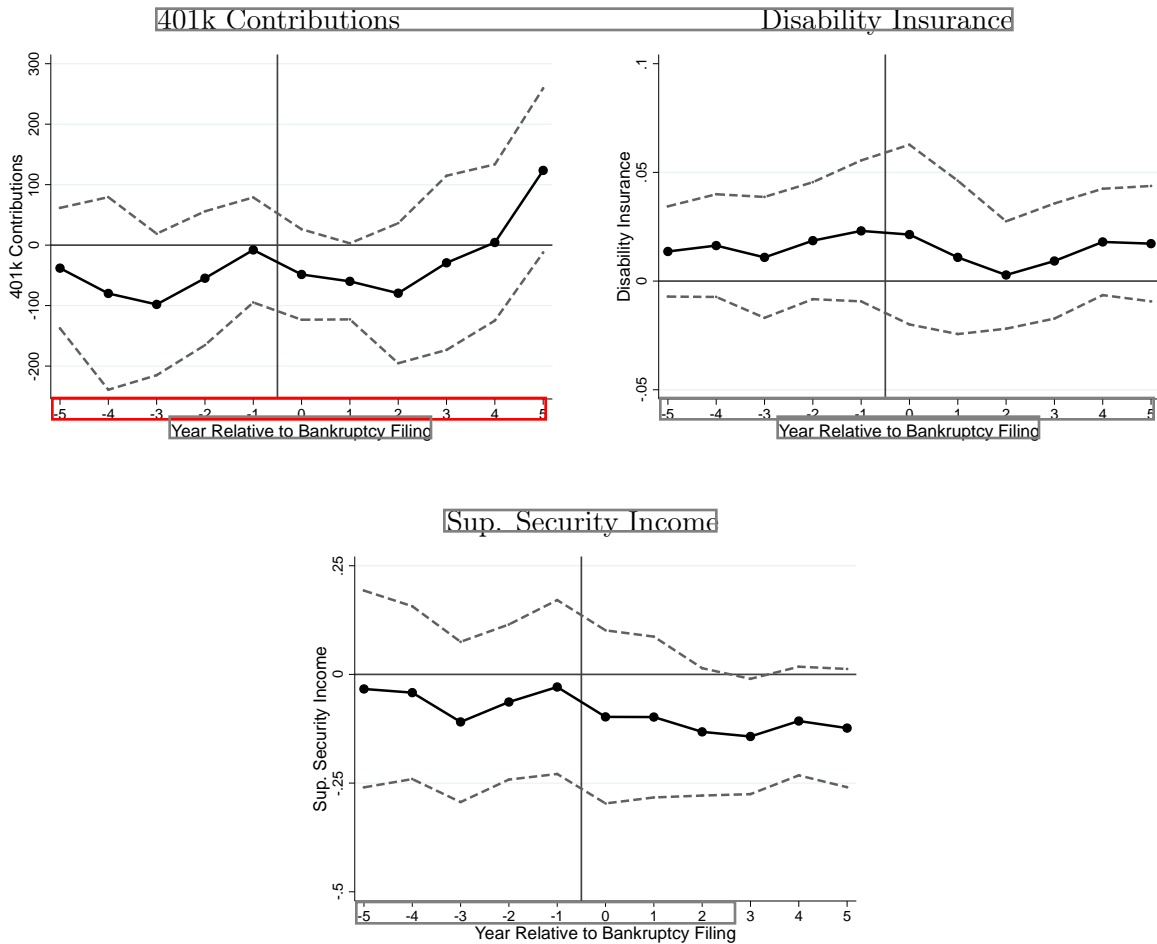 401k Contributions
Disability Insurance
300
200
100
0
-100
-200
401k Contributions
-5 -4 -3 -2 -1 0 1 2 3 4 5
Year Relative to Bankruptcy Filing
.1
.05
0
-.05
Disability Insurance
-5 -4 -3 -2 -1 0 1 2 3 4 5
Year Relative to Bankruptcy Filing
Sup. Security Income
.25
0
-.25
-.5
Sup. Security Income
-5 -4 -3 -2 -1 0 1 2 3 4 5
Year Relative to Bankruptcy Filing